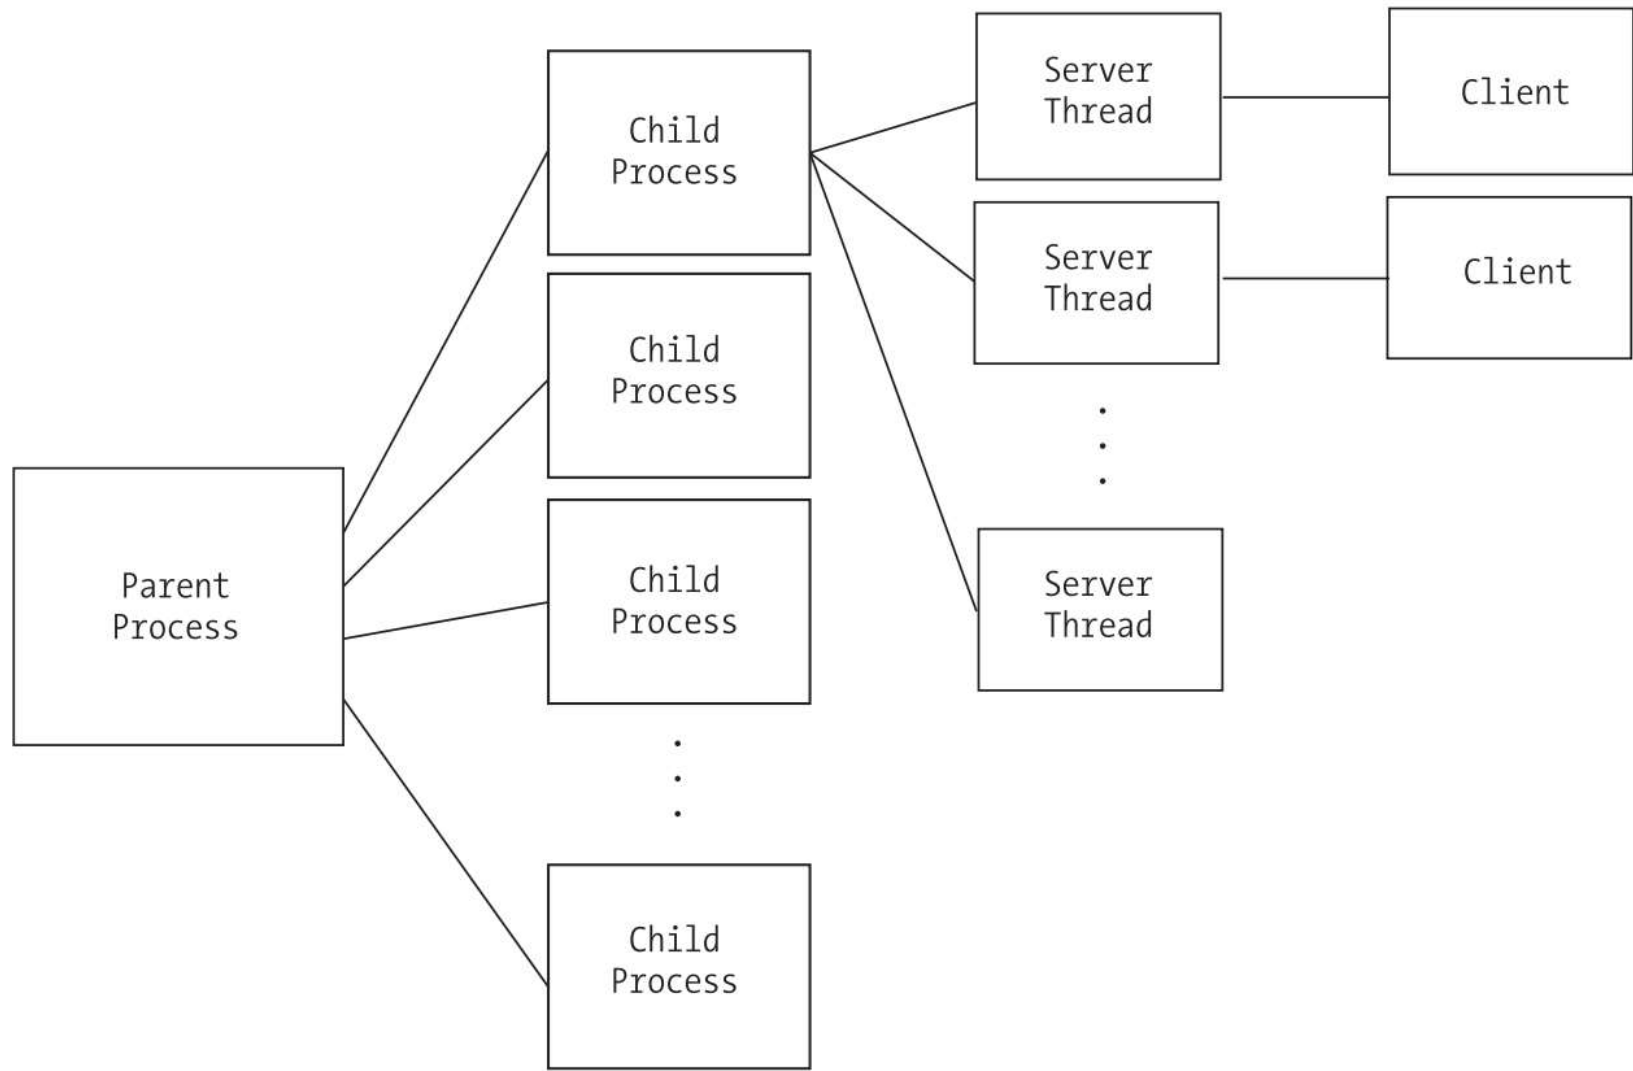 Parent
Process
Child
Process
Child
Process
Child
Process
Child
Process
Server
Thread
Server
Thread
Server
Thread
Client
Client